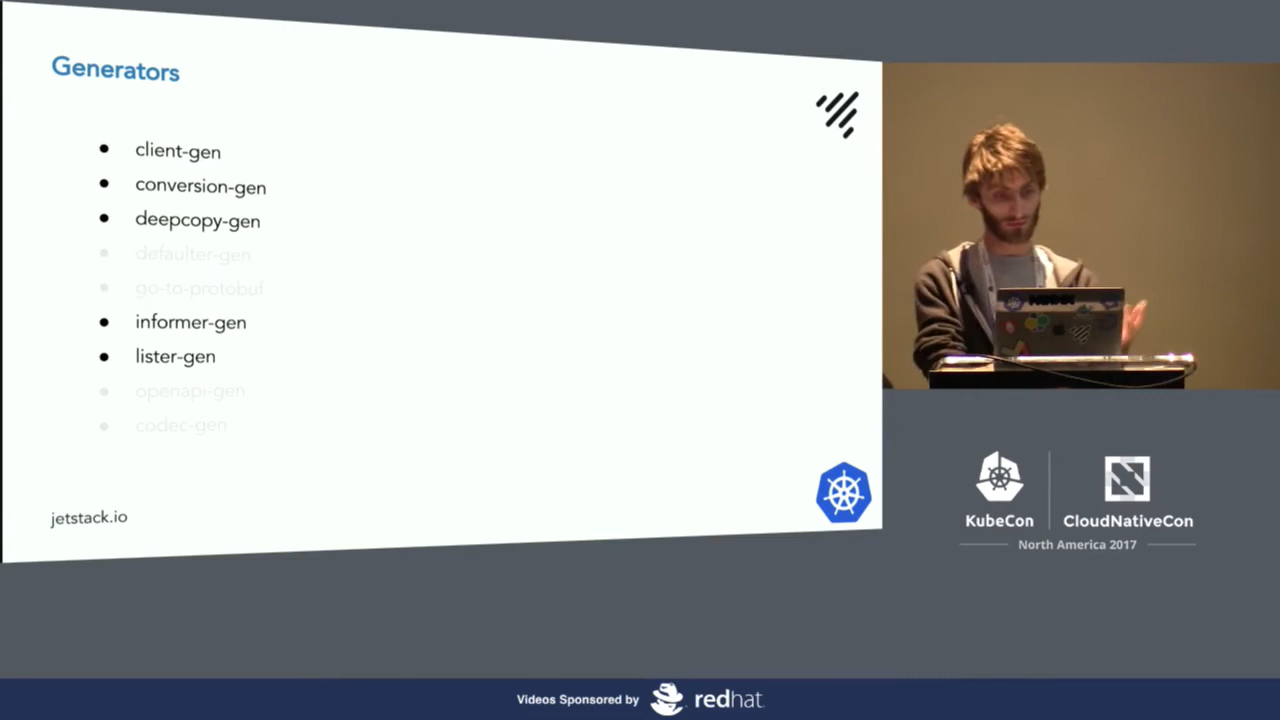 Generators
client-gen
conversion-gen
deepcopy-gen
defaulter-gen
go-to-protobuf
informer-gen
lister-gen
openapi-gen
codec-gen
jetstack.io
KubeCon
CloudNativeCon
North America 2017
Videos Sponsored by
redhat